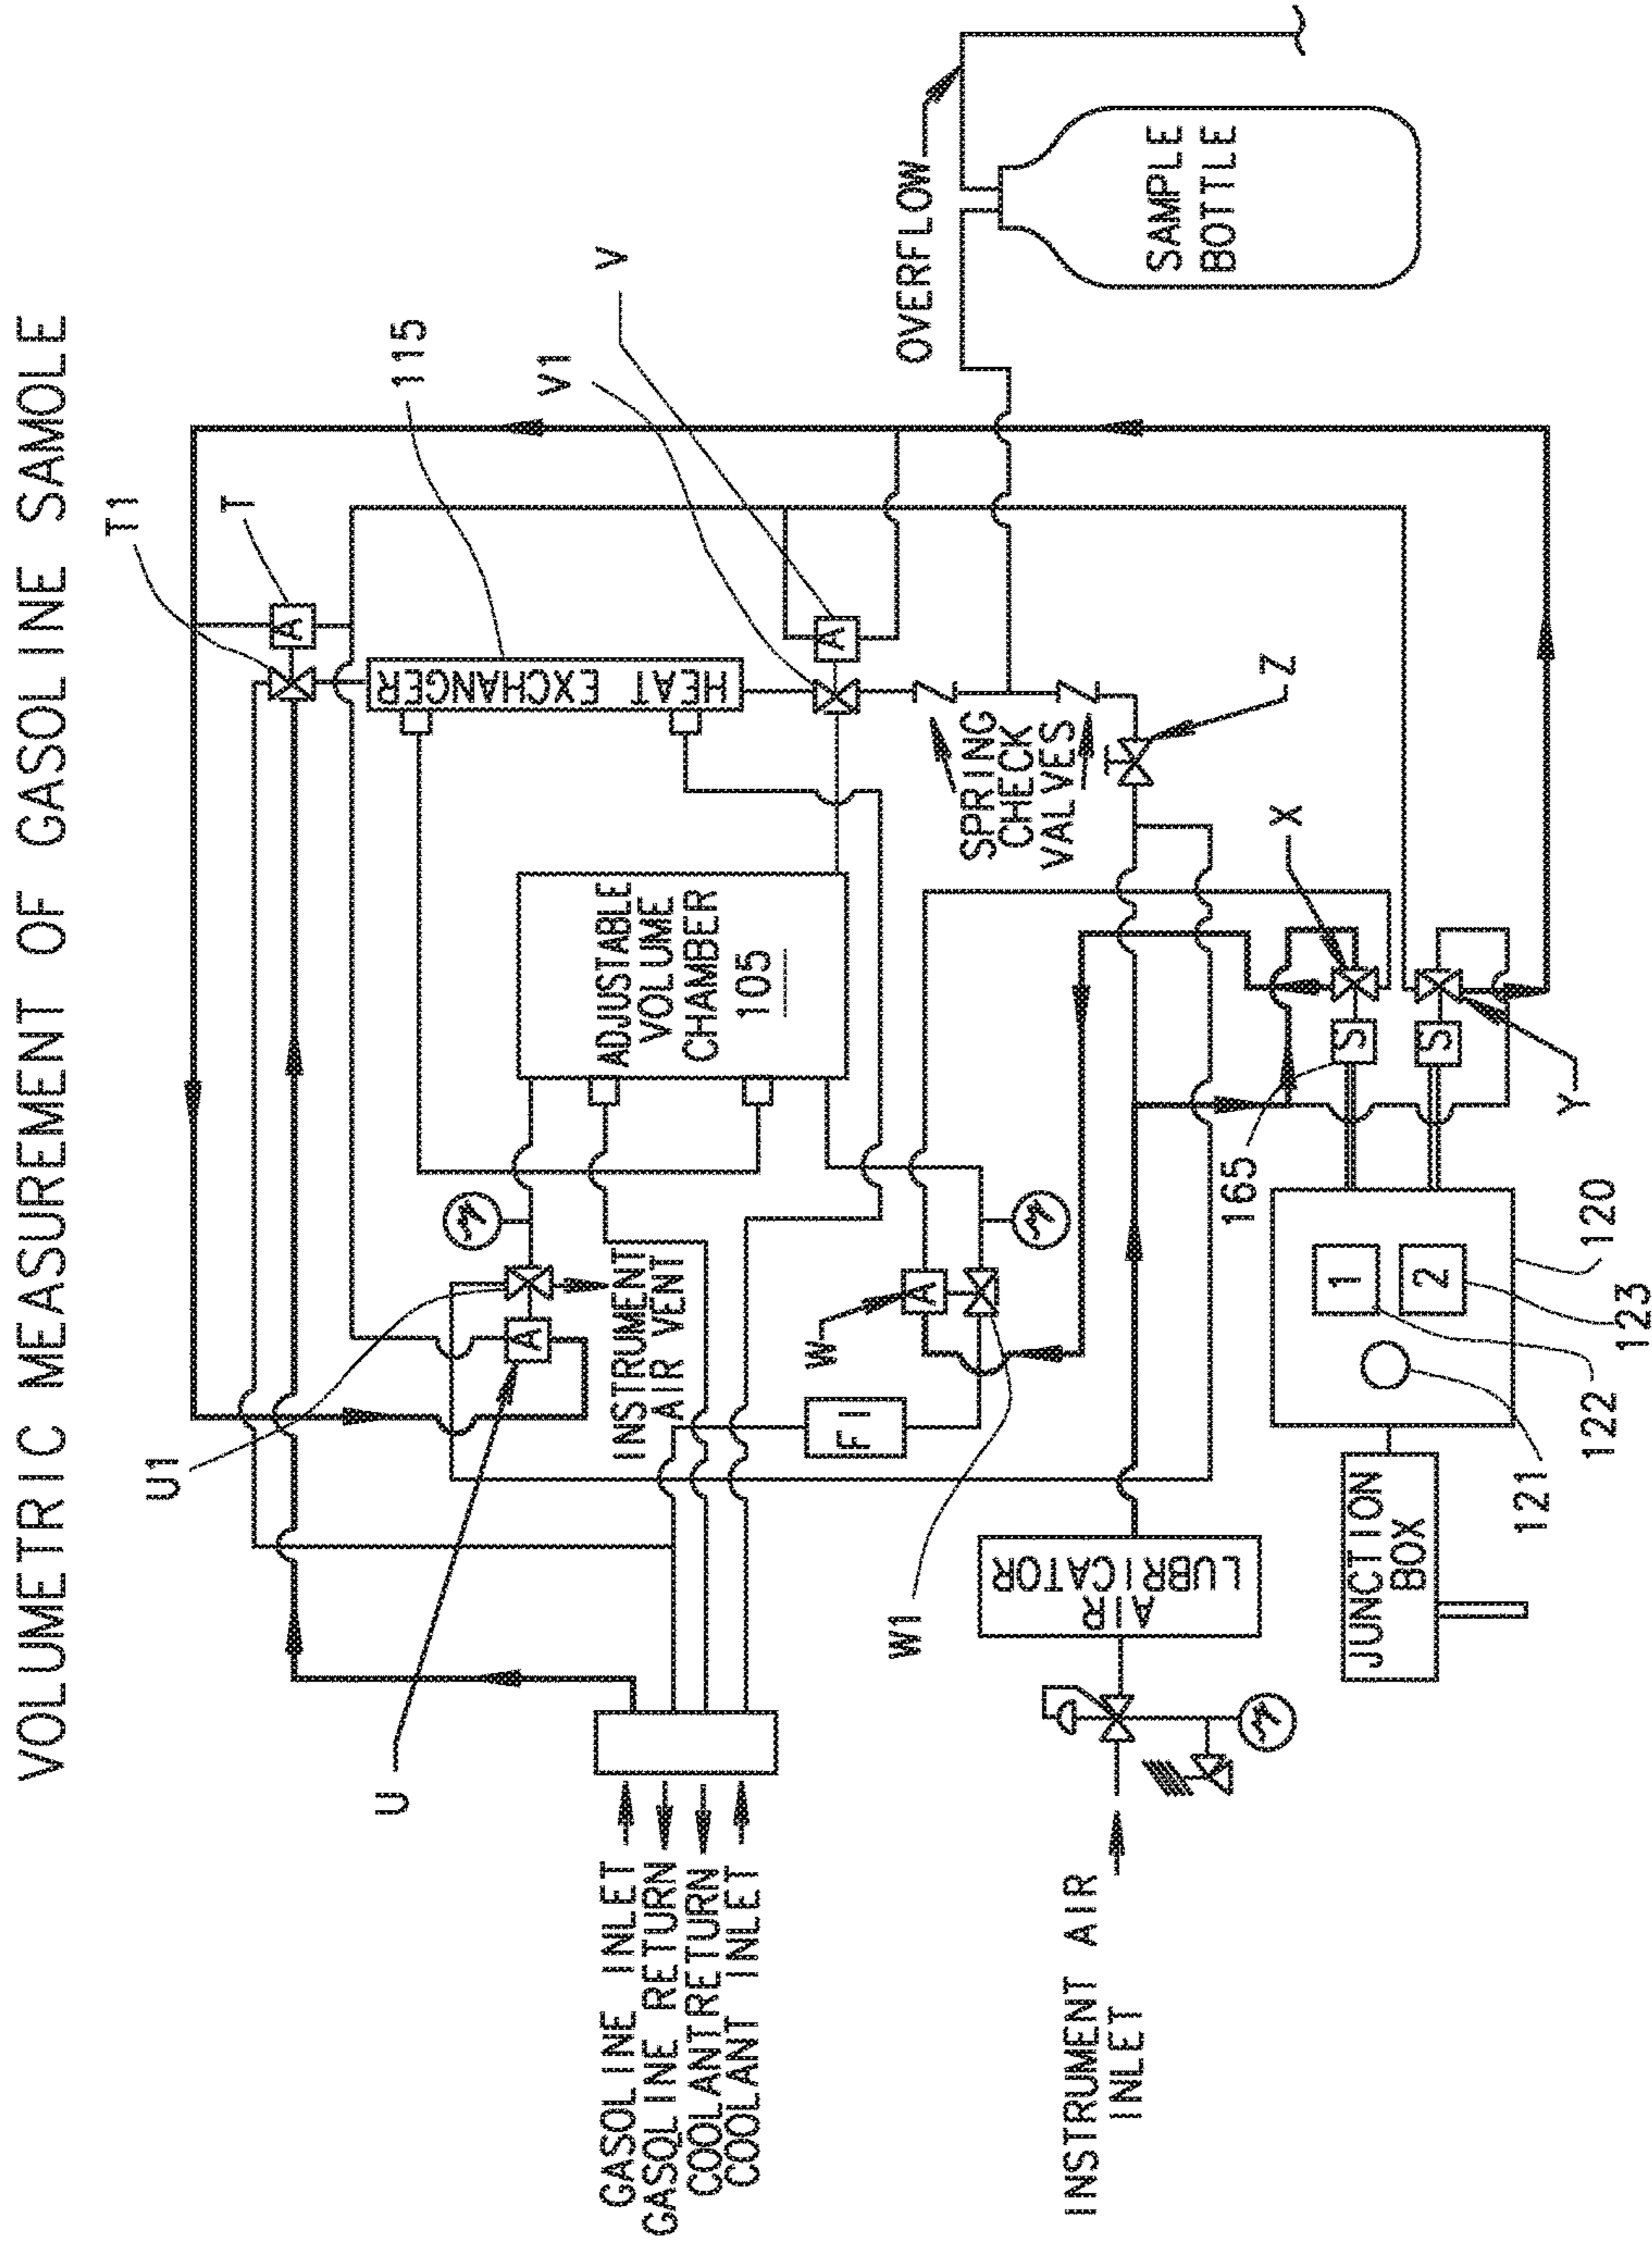 VOLUMETRIC MEASUREMENT OF GASOLINE SAMOLE
T1
T
115
V1
V
OVERFLOW
SAMPLE
BOTTLE
U1
U
A
A
HEAT EXCHANGER
A
ADJUSTABLE
VOLUME
CHAMBER
105
M
A
INSTRUMENT
AIR VENT
SPRING
CHECK
VALVES
Z
X
GASOLINE INLET
GASOLINE RETURN
COOLANT RETURN
COOLANT INLET
W
A
M
FI
W1
INSTRUMENT AIR
INLET
AIR
LUBRICATOR
M
165
S
S
Y
1
2
120
123
122
121
JUNCTION
BOX